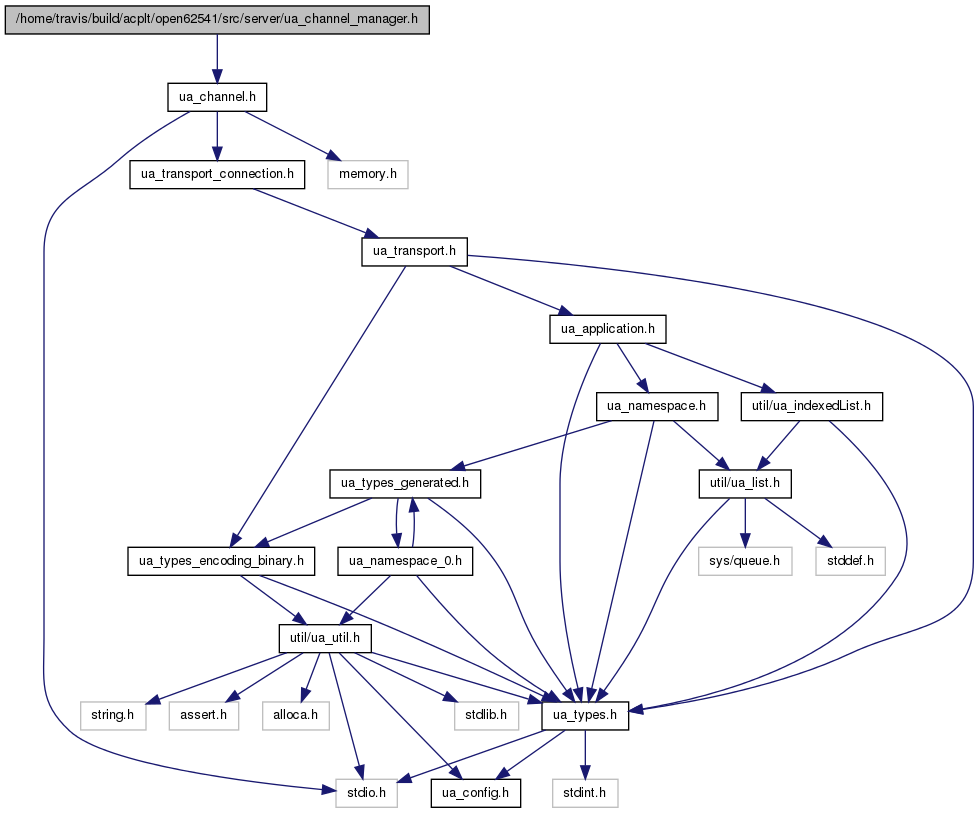 /home/travis/build/acplt/open62541/src/server/ua_channel_manager.h
ua_channel.h
ua_transport_connection.h
memory.h
ua_transport.h
ua_application.h
ua_namespace.h
util/ua_indexedList.h
ua_types_generated.h
util/ua_list.h
ua_types_encoding_binary.h
ua_namespace_0.h
sys/queue.h
stddef.h
util/ua_util.h
string.h
assert.h
alloca.h
stdlib.h
ua_types.h
stdio.h
ua_config.h
stdint.h